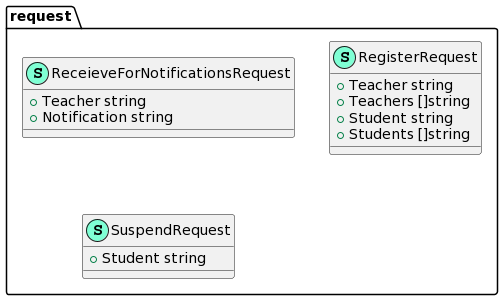 request
S ReceieveForNotificationsRequest
Teacher string
Notification string
S RegisterRequest
Teacher string
Teachers []string
Student string
Students []string
S SuspendRequest
Student string